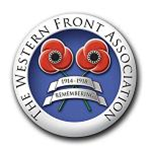 THE WESTERN FRONT ASSOCIATION
1914-1918
REMEMBERING